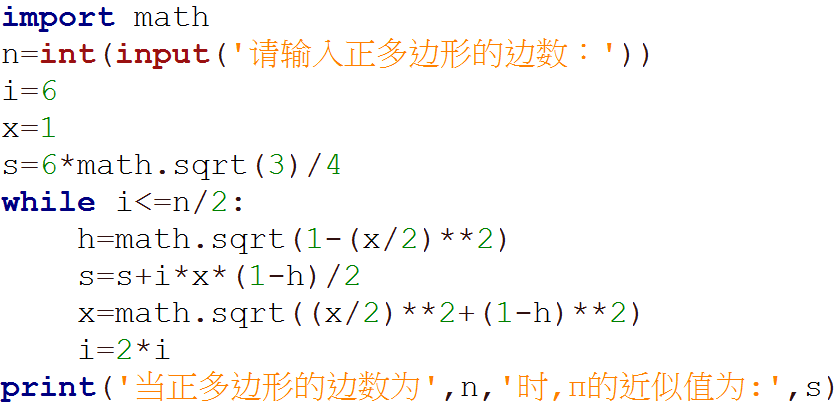 import math
n=int(input('请输入正多边形的边数：'))
i=6
x=1
s=6*math.sqrt(3)/4
while i<=n/2:
    h=math.sqrt(1-(x/2)**2)
    s=s+i*x*(1-h)/2
    x=math.sqrt((x/2)**2+(1-h)**2)
    i=2*i
print('当正多边形的边数为',n,'时,π的近似值为:',s)